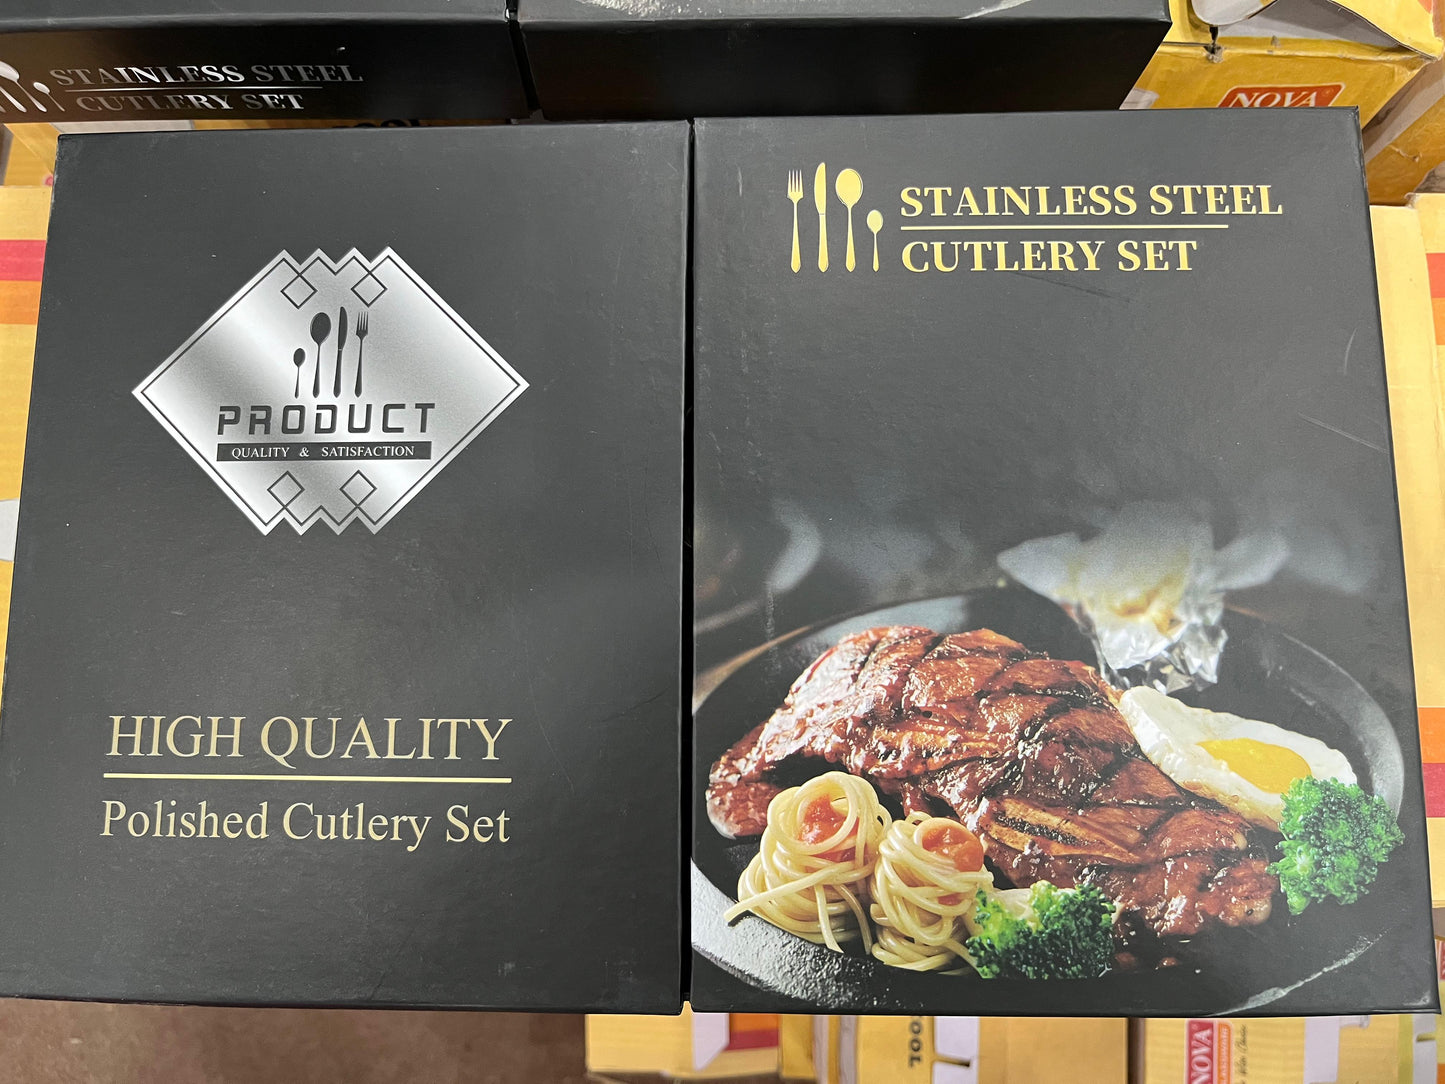 STAINLESS STEEL
CUTLERY SET
NOVA
PRODUCT
QUALITY & SATISFACTION
HIGH QUALITY
Polished Cutlery Set
STAINLESS STEEL
CUTLERY SET
NOVA